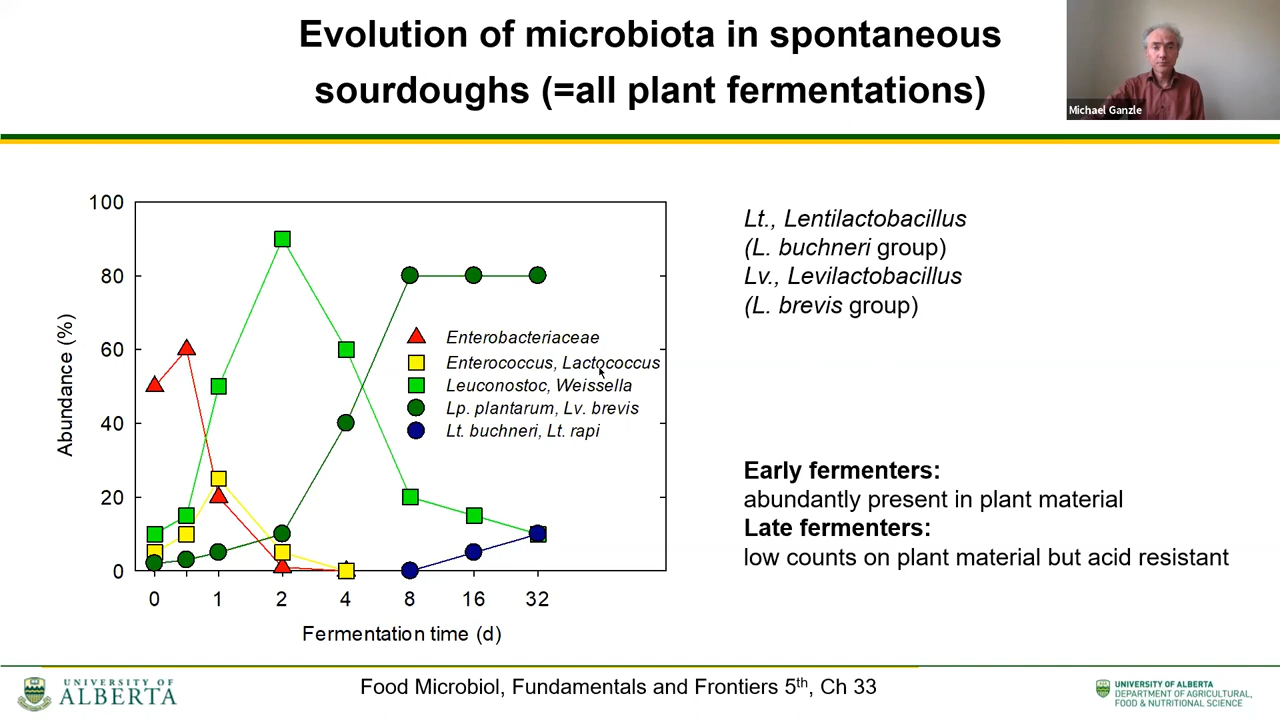 Evolution of microbiota in spontaneous
sourdoughs (=all plant fermentations)
Michael Ganzle
100
80
60
40
20
0
Abundance (%)
Enterobacteriaceae
Enterococcus, Lactococcus
Leuconostoc, Weissella
Lp. plantarum, Lv. brevis
Lt. buchneri, Lt. rapi
0 1 2 4 8 16 32
Fermentation time (d)
Lt., Lentilactobacillus
(L. buchneri group)
Lv., Levilactobacillus
(L. brevis group)
Early fermenters:
abundantly present in plant material
Late fermenters:
low counts on plant material but acid resistant
UNIVERSITY OF
ALBERTA
Food Microbiol, Fundamentals and Frontiers 5th, Ch 33
UNIVERSITY OF ALBERTA
DEPARTMENT OF AGRICULTURAL,
FOOD & NUTRITIONAL SCIENCE